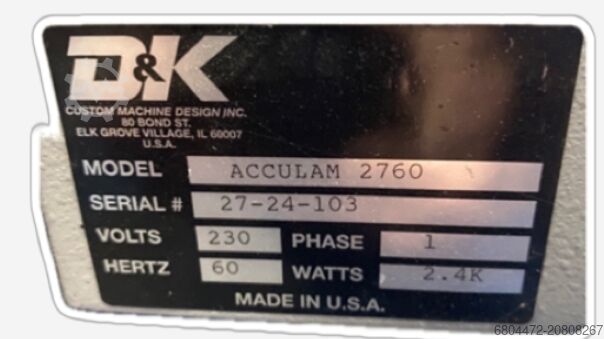 D&K
CUSTOM MACHINE DESIGN INC.
80 BOND ST.
ELK GROVE VILLAGE, IL 60007
U.S.A.
MODEL ACCULAM 2760
SERIAL # 27-24-103
VOLTS 230 PHASE 1
HERTZ 60 WATTS 2.4K
MADE IN U.S.A.
6804472-20808267